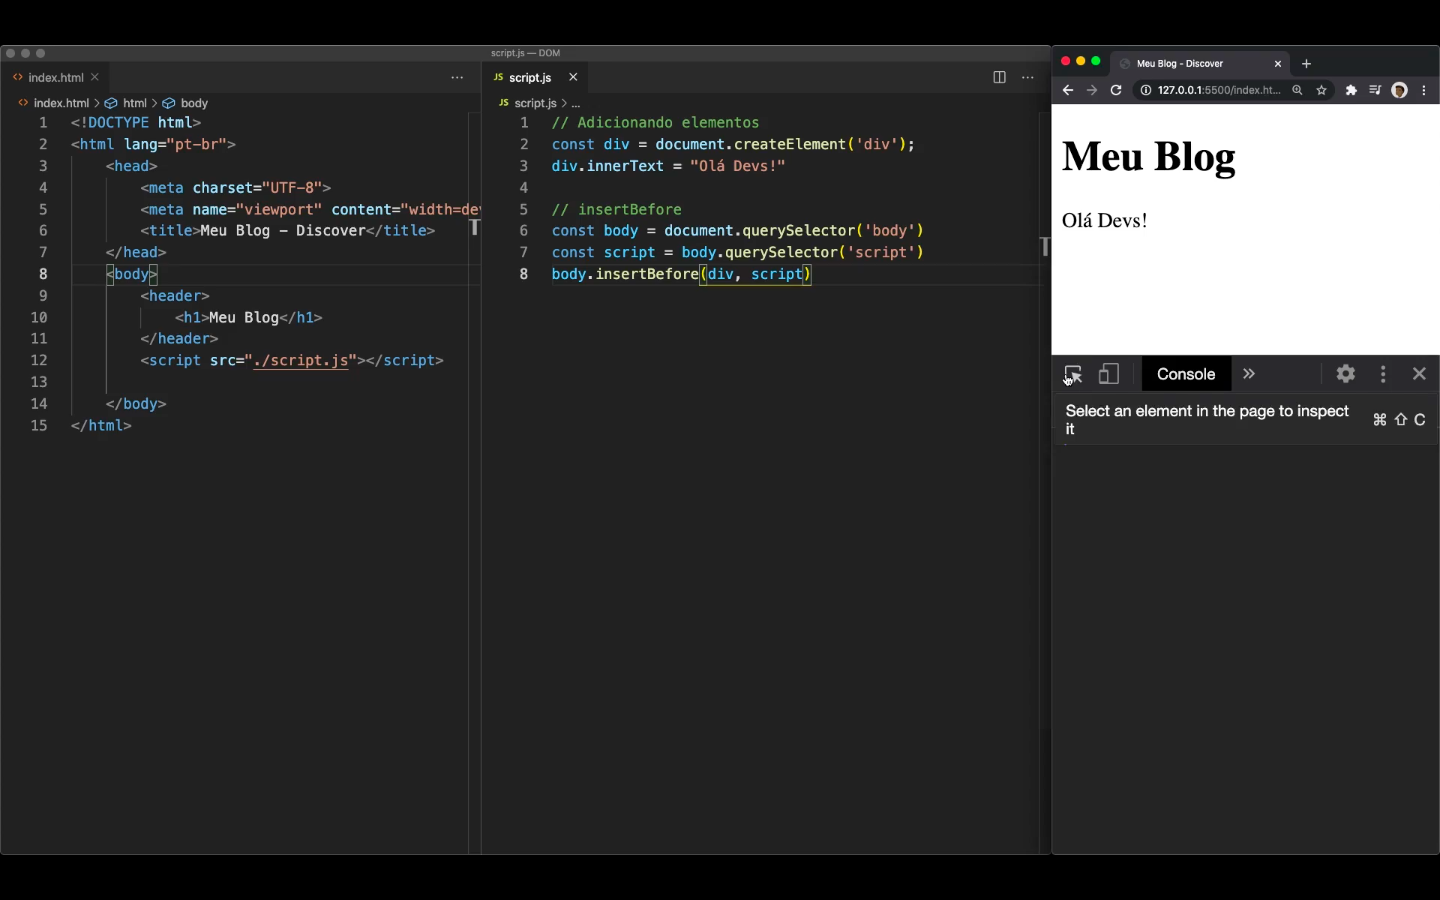 script.js — DOM
index.html
index.html > html > body
1 <!DOCTYPE html>
2 <html lang="pt-br">
3 <head>
4 <meta charset="UTF-8">
5 <meta name="viewport" content="width=de
6 <title>Meu Blog - Discover</title>
7 </head>
8 <body>
9 <header>
10 <h1>Meu Blog</h1>
11 </header>
12 <script src="./script.js"></script>
13
14 </body>
15 </html>
JS script.js
JS script.js > ...
1 // Adicionando elementos
2 const div = document.createElement('div');
3 div.innerText = "Olá Devs!"
4
5 // insertBefore
6 const body = document.querySelector('body')
7 const script = body.querySelector('script')
8 body.insertBefore(div, script)
Meu Blog - Discover
127.0.0.1:5500/index.ht...
Meu Blog
Olá Devs!
Console
Select an element in the page to inspect
it
⌘ ⇧ C